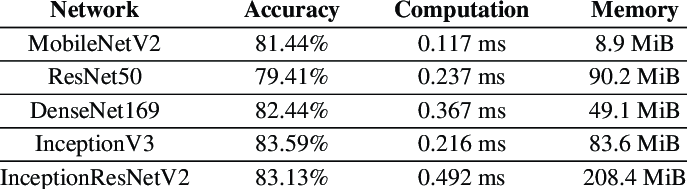 Network Accuracy Computation Memory
MobileNetV2 81.44% 0.117 ms 8.9 MiB
ResNet50 79.41% 0.237 ms 90.2 MiB
DenseNet169 82.44% 0.367 ms 49.1 MiB
InceptionV3 83.59% 0.216 ms 83.6 MiB
InceptionResNetV2 83.13% 0.492 ms 208.4 MiB